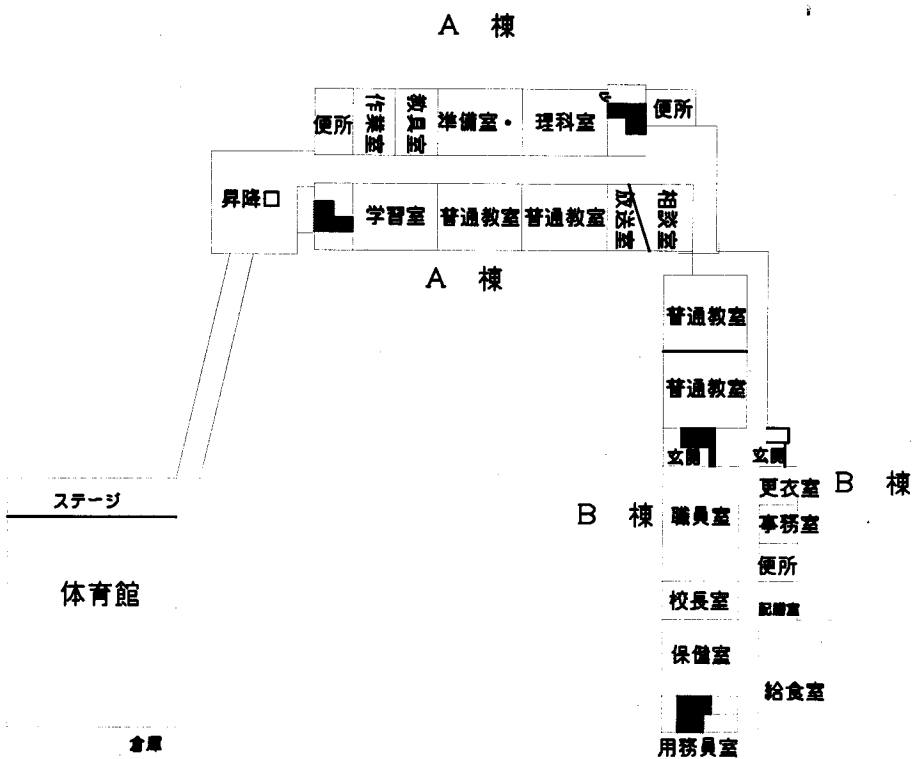 A 棟
便所
作業室
教員室
準備室・
理科室
便所
昇降口
学習室
普通教室
普通教室
放送室
相談室
A 棟
普通教室
普通教室
玄関
玄関
更衣室
B 棟
B 棟
職員室
事務室
ステージ
便所
体育館
校長室
保健室
給食室
倉庫
用務員室